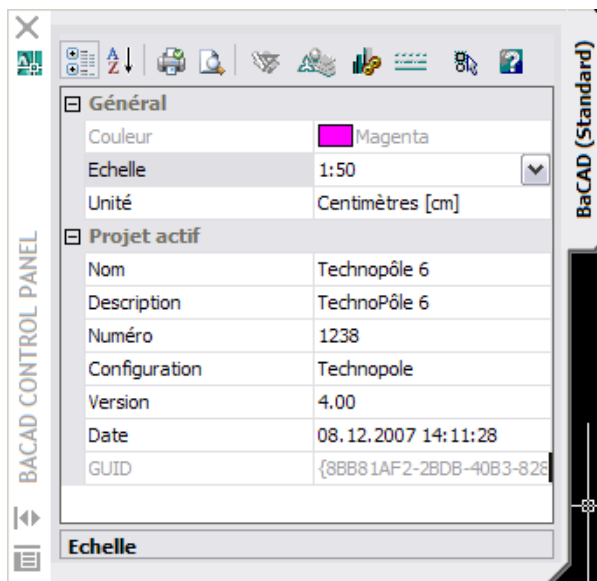 Général
Couleur Magenta
Echelle 1:50
Unité Centimètres [cm]
Projet actif
Nom Technopôle 6
Description TechnoPôle 6
Numéro 1238
Configuration Technopole
Version 4.00
Date 08.12.2007 14:11:28
GUID {8BB81AF2-2BDB-40B3-828
Echelle
BACAD CONTROL PANEL
BaCAD (Standard)